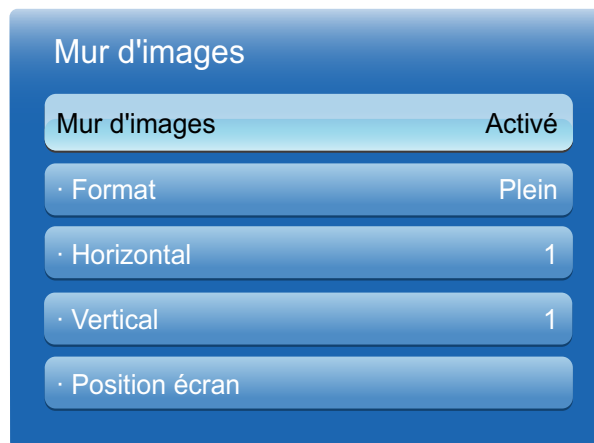 Mur d'images
Mur d'images Activé
· Format Plein
· Horizontal 1
· Vertical 1
· Position écran